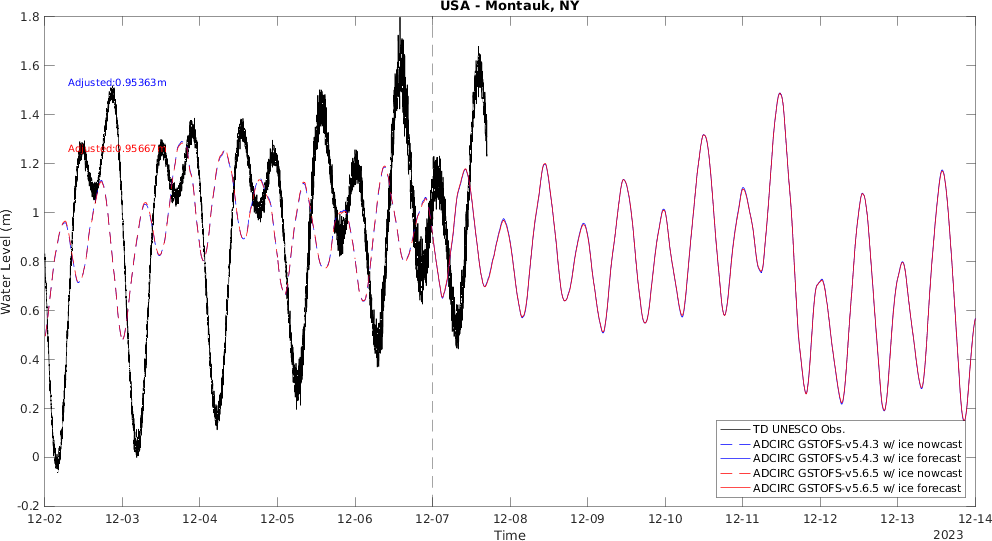 USA - Montauk, NY
1.8
1.6
1.4
1.2
1
0.8
0.6
0.4
0.2
0
-0.2
Water Level (m)
Adjusted:0.95363m
Adjusted:0.95667m
TD UNESCO Obs.
ADCIRC GSTOFS-v5.4.3 w/ ice nowcast
ADCIRC GSTOFS-v5.4.3 w/ ice forecast
ADCIRC GSTOFS-v5.6.5 w/ ice nowcast
ADCIRC GSTOFS-v5.6.5 w/ ice forecast
12-02 12-03 12-04 12-05 12-06 12-07 12-08 12-09 12-10 12-11 12-12 12-13 12-14
Time
2023